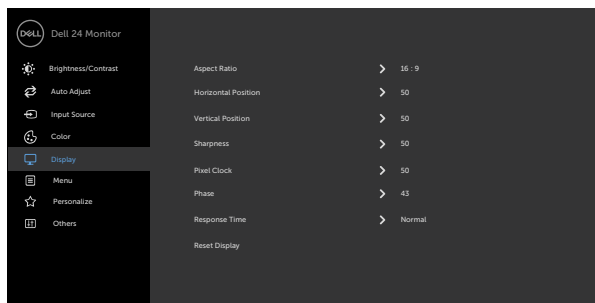 DELL Dell 24 Monitor
Brightness/Contrast
Auto Adjust
Input Source
Color
Display
Menu
Personalize
Others
Aspect Ratio 16 : 9
Horizontal Position 50
Vertical Position 50
Sharpness 50
Pixel Clock 50
Phase 43
Response Time Normal
Reset Display